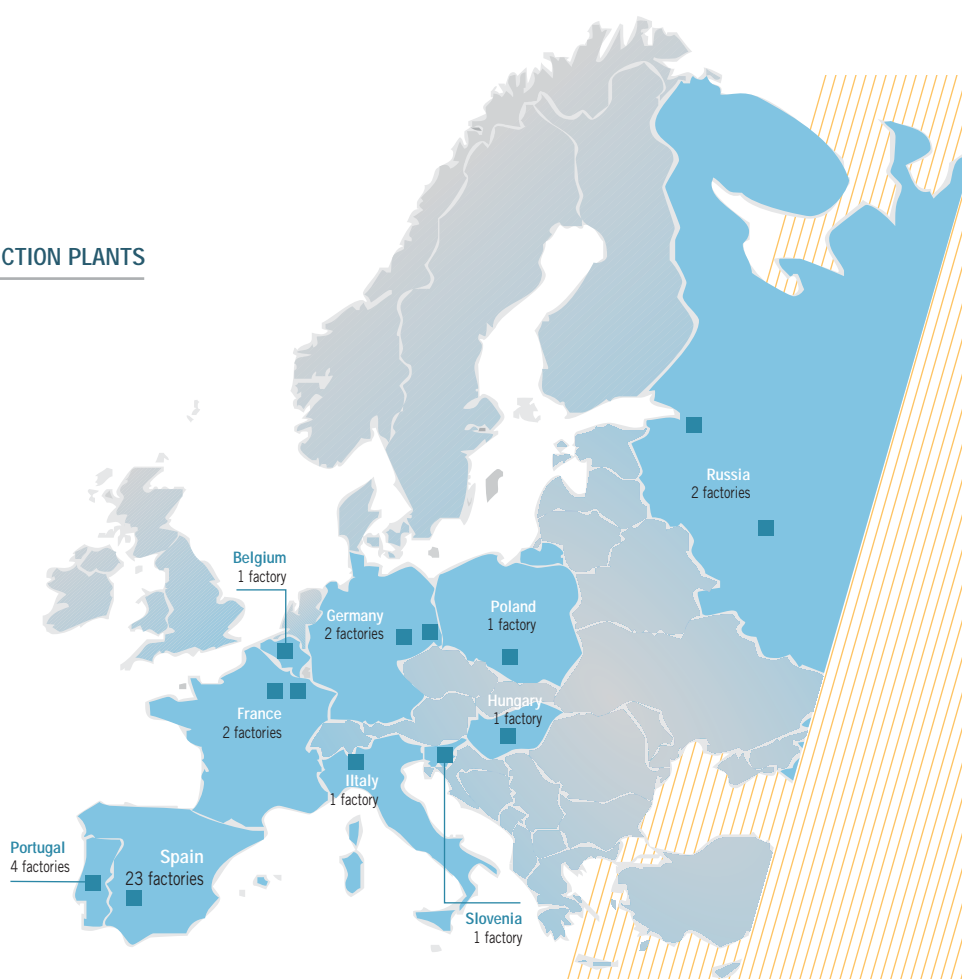 CTION PLANTS
Russia
2 factories
Belgium
1 factory
Germany
2 factories
Poland
1 factory
France
2 factories
Hungary
1 factory
IItaly
1 factory
Portugal
4 factories
Spain
23 factories
Slovenia
1 factory